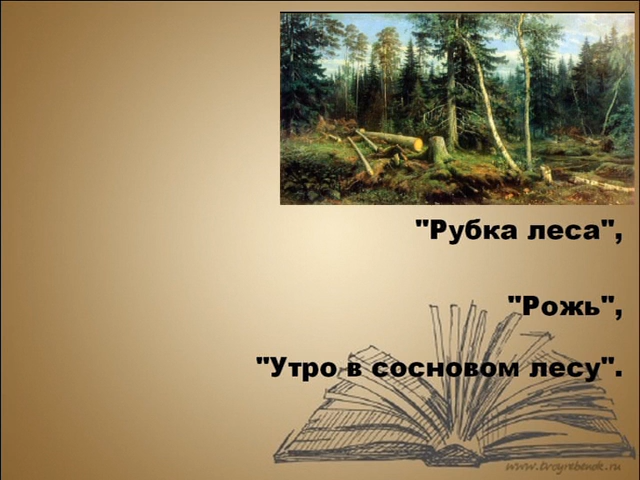 "Рубка леса",
"Рожь",
"Утро в сосновом лесу".
www.tvoyrebenok.ru